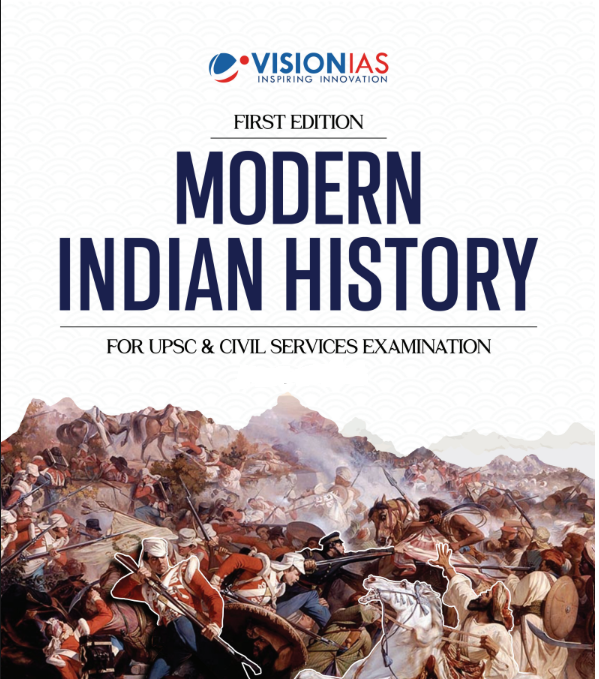 VISIONIAS
INSPIRING INNOVATION
FIRST EDITION
MODERN
INDIAN HISTORY
FOR UPSC & CIVIL SERVICES EXAMINATION